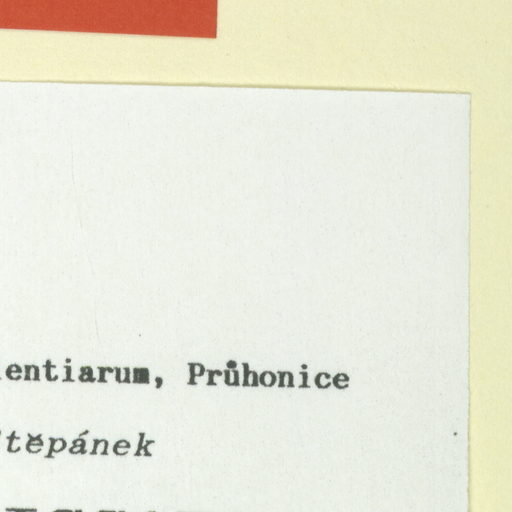 entiarum, Průhonice
těpánek